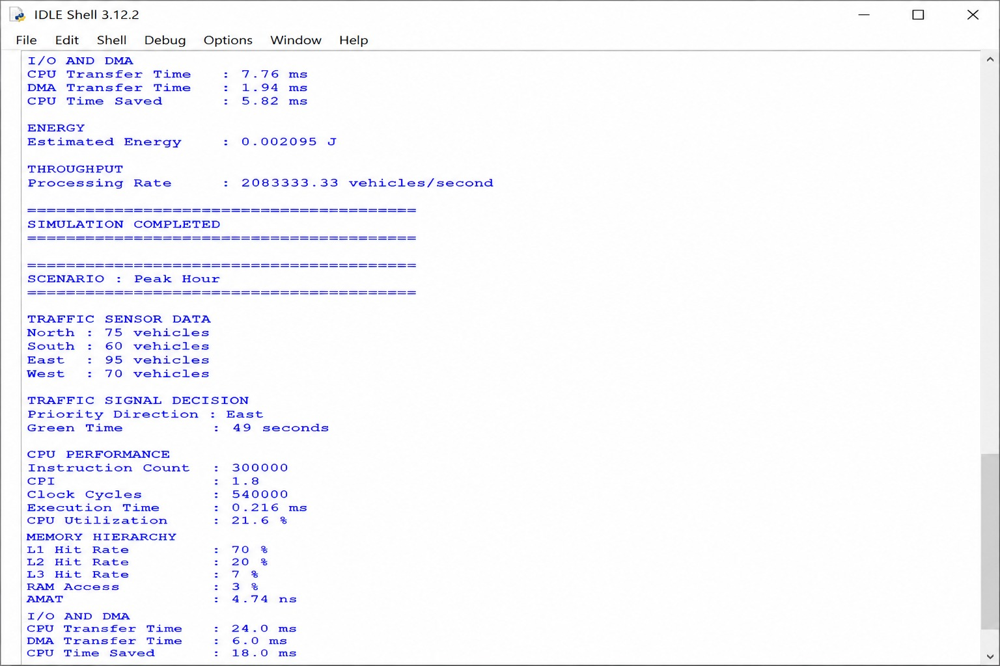 IDLE Shell 3.12.2
File Edit Shell Debug Options Window Help
I/O AND DMA
CPU Transfer Time : 7.76 ms
DMA Transfer Time : 1.94 ms
CPU Time Saved : 5.82 ms
ENERGY
Estimated Energy : 0.002095 J
THROUGHPUT
Processing Rate : 2083333.33 vehicles/second
========================================
SIMULATION COMPLETED
========================================
========================================
SCENARIO : Peak Hour
========================================
TRAFFIC SENSOR DATA
North : 75 vehicles
South : 60 vehicles
East : 95 vehicles
West : 70 vehicles
TRAFFIC SIGNAL DECISION
Priority Direction : East
Green Time : 49 seconds
CPU PERFORMANCE
Instruction Count : 300000
CPI : 1.8
Clock Cycles : 540000
Execution Time : 0.216 ms
CPU Utilization : 21.6 %
MEMORY HIERARCHY
L1 Hit Rate : 70 %
L2 Hit Rate : 20 %
L3 Hit Rate : 7 %
RAM Access : 3 %
AMAT : 4.74 ns
I/O AND DMA
CPU Transfer Time : 24.0 ms
DMA Transfer Time : 6.0 ms
CPU Time Saved : 18.0 ms